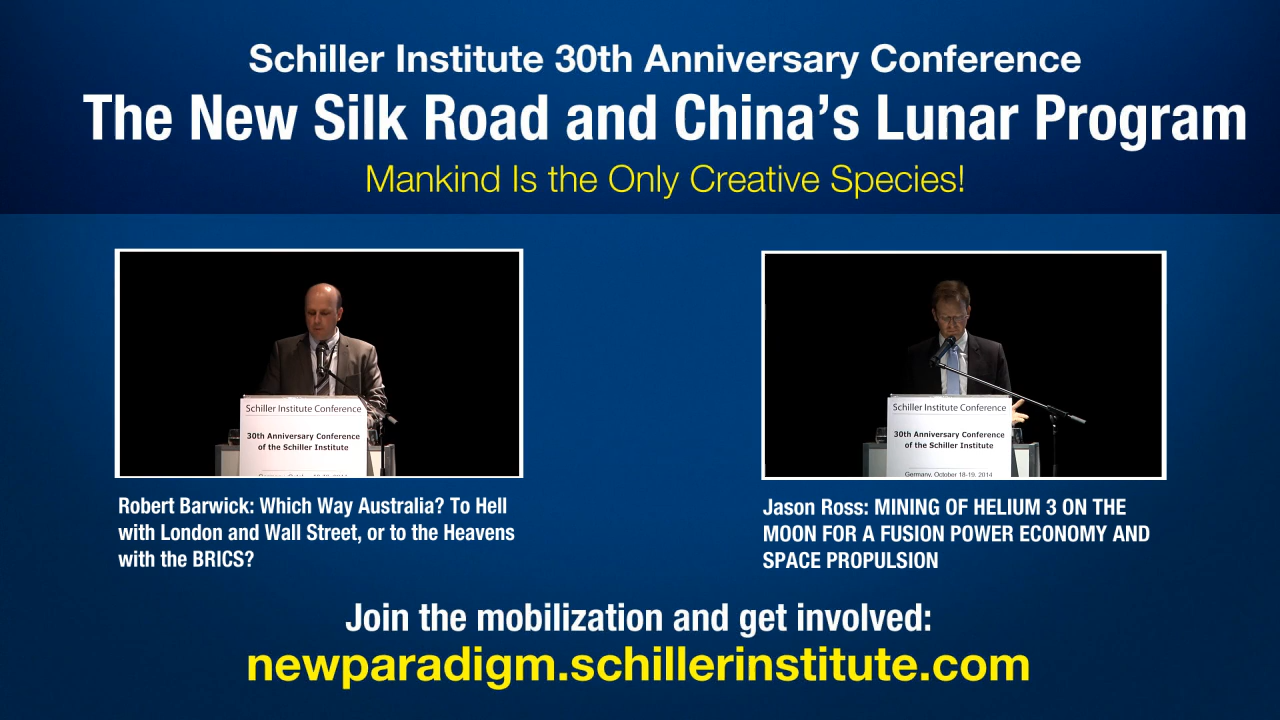 Schiller Institute 30th Anniversary Conference
The New Silk Road and China’s Lunar Program
Mankind Is the Only Creative Species!
Schiller Institute Conference
30th Anniversary Conference
of the Schiller Institute
Schiller Institute Conference
30th Anniversary Conference
of the Schiller Institute
Germany, October 18-19, 2014
Robert Barwick: Which Way Australia? To Hell
with London and Wall Street, or to the Heavens
with the BRICS?
Jason Ross: MINING OF HELIUM 3 ON THE
MOON FOR A FUSION POWER ECONOMY AND
SPACE PROPULSION
Join the mobilization and get involved:
newparadigm.schillerinstitute.com